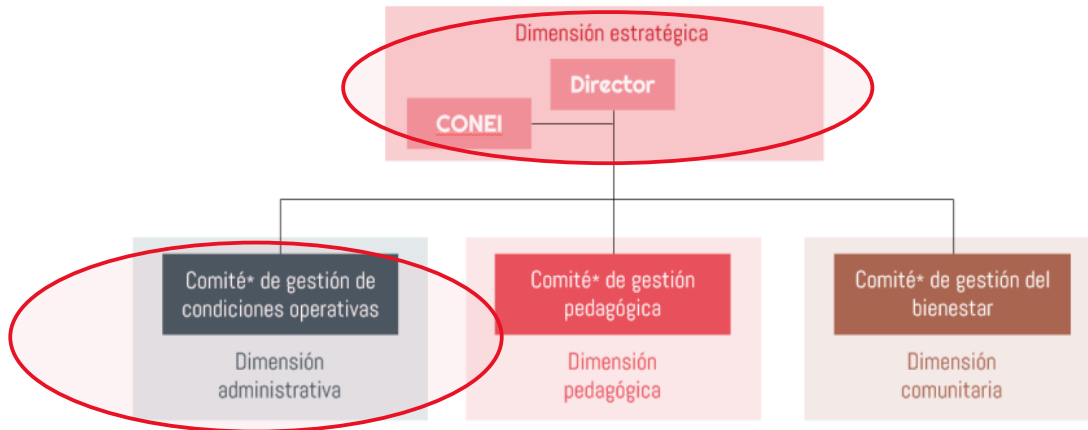 Dimensión estratégica
Director
CONEI
Comité* de gestión de
condiciones operativas
Dimensión
administrativa
Comité* de gestión
pedagógica
Dimensión
pedagógica
Comité* de gestión del
bienestar
Dimensión
comunitaria